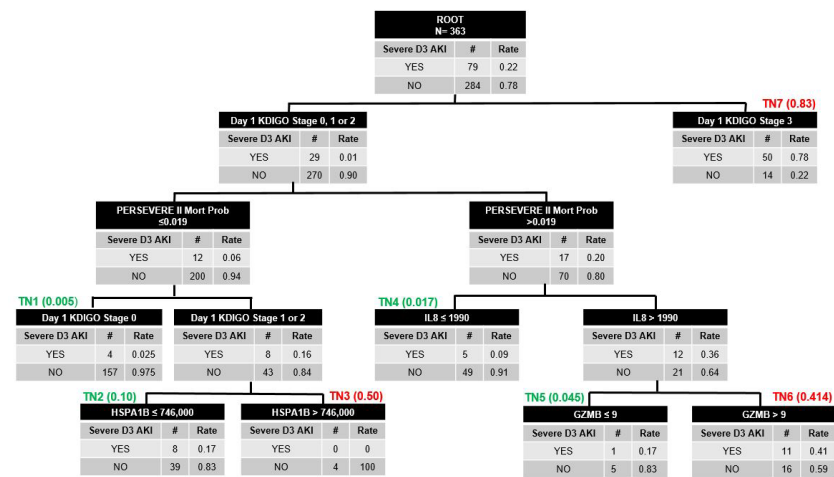 ROOT
N= 363
Severe D3 AKI # Rate
YES 79 0.22
NO 284 0.78
Day 1 KDIGO Stage 0, 1 or 2
Severe D3 AKI # Rate
YES 29 0.01
NO 270 0.90
TN7 (0.83)
Day 1 KDIGO Stage 3
Severe D3 AKI # Rate
YES 50 0.78
NO 14 0.22
PERSEVERE II Mort Prob
≤0.019
Severe D3 AKI # Rate
YES 12 0.06
NO 200 0.94
PERSEVERE II Mort Prob
>0.019
Severe D3 AKI # Rate
YES 17 0.20
NO 70 0.80
TN1 (0.005)
Day 1 KDIGO Stage 0
Severe D3 AKI # Rate
YES 4 0.025
NO 157 0.975
Day 1 KDIGO Stage 1 or 2
Severe D3 AKI # Rate
YES 8 0.16
NO 43 0.84
TN4 (0.017)
IL8 ≤ 1990
Severe D3 AKI # Rate
YES 5 0.09
NO 49 0.91
IL8 > 1990
Severe D3 AKI # Rate
YES 12 0.36
NO 21 0.64
TN2 (0.10)
HSPA1B ≤ 746,000
Severe D3 AKI # Rate
YES 8 0.17
NO 39 0.83
TN3 (0.50)
HSPA1B > 746,000
Severe D3 AKI # Rate
YES 0 0
NO 4 100
TN5 (0.045)
GZMB ≤ 9
Severe D3 AKI # Rate
YES 1 0.17
NO 5 0.83
TN6 (0.414)
GZMB > 9
Severe D3 AKI # Rate
YES 11 0.41
NO 16 0.59